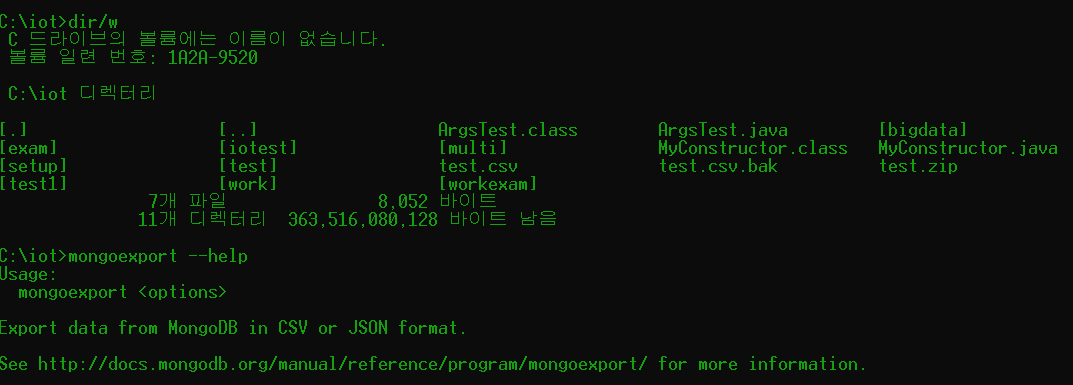 C:\iot>dir/w
C 드라이브의 볼륨에는 이름이 없습니다.
볼륨 일련 번호: 1A2A-9520
C:\iot 디렉터리
[.] [..] ArgsTest.class ArgsTest.java [bigdata]
[exam] [iotest] [multi] MyConstructor.class MyConstructor.java
[setup] [test] test.csv test.csv.bak test.zip
[test1] [work] [workexam]
7개 파일 8,052 바이트
11개 디렉터리 363,516,080,128 바이트 남음
C:\iot>mongoexport --help
Usage:
mongoexport <options>
Export data from MongoDB in CSV or JSON format.
See http://docs.mongodb.org/manual/reference/program/mongoexport/ for more information.